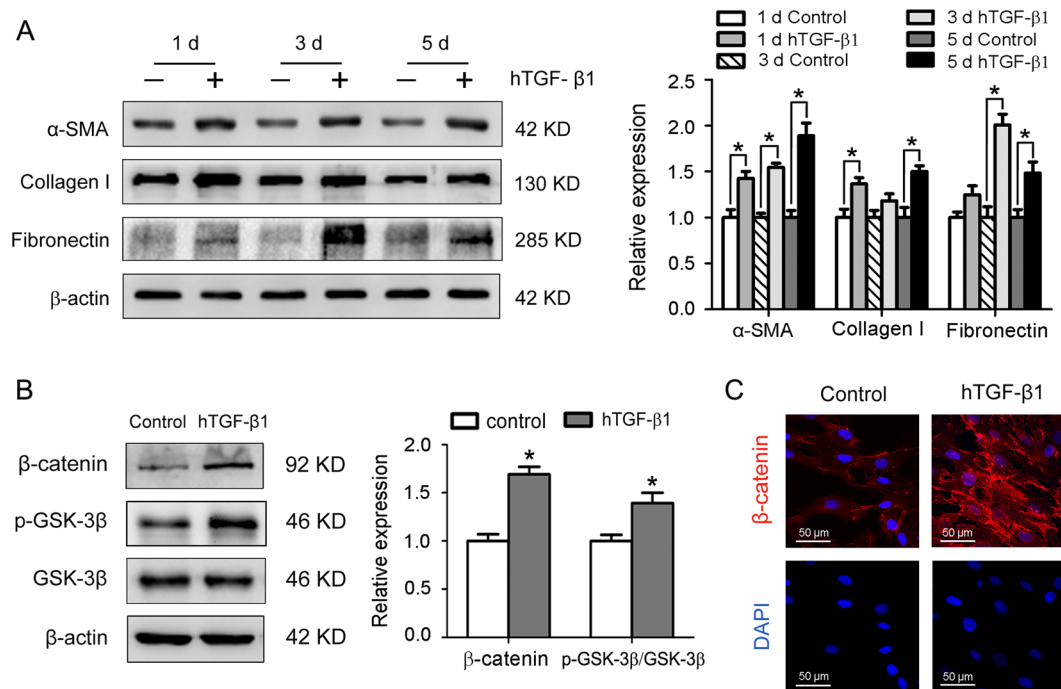 A
1 d
3 d
5 d
— + — + — + hTGF- β1
α-SMA
42 KD
Collagen I
130 KD
Fibronectin
285 KD
β-actin
42 KD
1 d Control
1 d hTGF-β1
3 d Control
3 d hTGF-β1
5 d Control
5 d hTGF-β1
Relative expression
2.5
2.0
1.5
1.0
0.5
0.0
* * * * * * *
α-SMA
Collagen I
Fibronectin
B
Control hTGF-β1
β-catenin
92 KD
p-GSK-3β
46 KD
GSK-3β
46 KD
β-actin
42 KD
control
hTGF-β1
Relative expression
2.0
1.5
1.0
0.5
0.0
* *
β-catenin
p-GSK-3β/GSK-3β
C
Control
hTGF-β1
β-catenin
50 µm
50 µm
DAPI
50 µm
50 µm